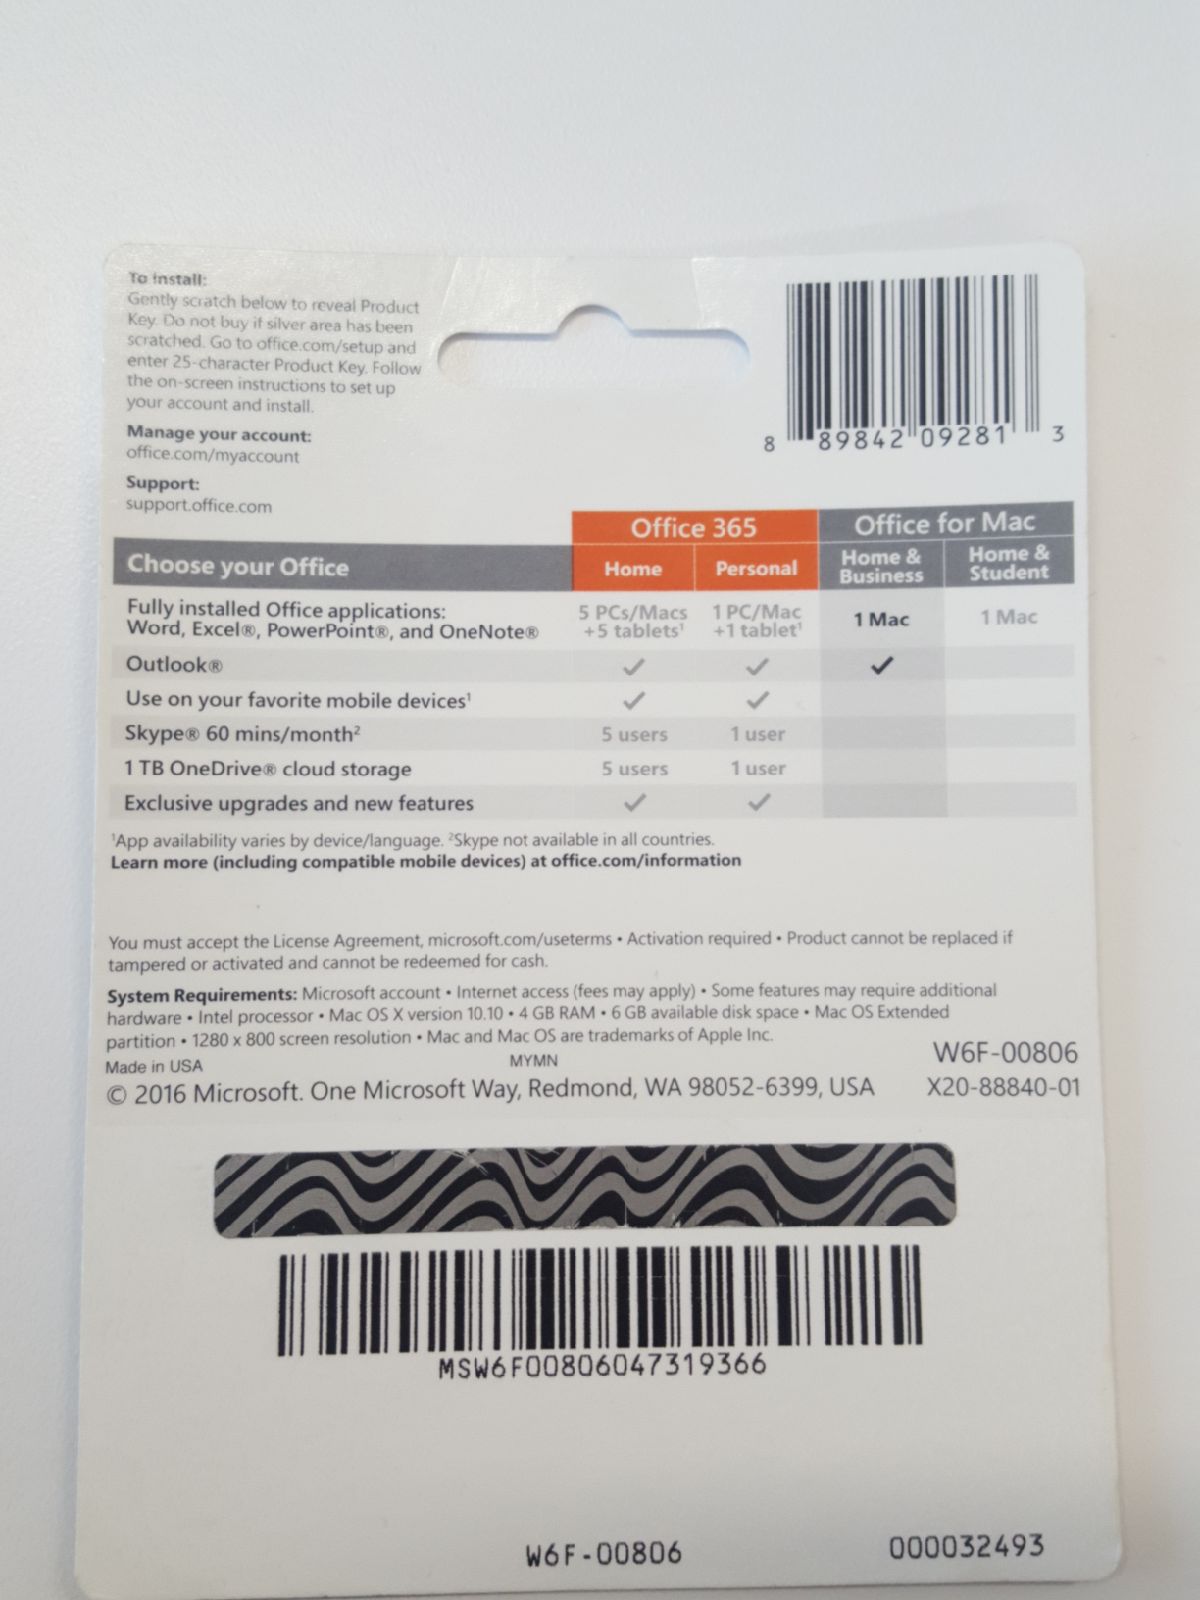 To install:
Gently scratch below to reveal Product
Key. Do not buy if silver area has been
scratched. Go to office.com/setup and
enter 25-character Product Key. Follow
the on-screen instructions to set up
your account and install.
Manage your account:
office.com/myaccount
Support:
support.office.com
8 89842 09281 3
Office 365 Office for Mac
Choose your Office Home Personal Home & Business Home & Student
Fully installed Office applications: 5 PCs/Macs 1 PC/Mac 1 Mac 1 Mac
Word, Excel®, PowerPoint®, and OneNote® +5 tablets¹ +1 tablet¹
Outlook® ✓ ✓ ✓
Use on your favorite mobile devices¹ ✓ ✓
Skype® 60 mins/month² 5 users 1 user
1 TB OneDrive® cloud storage 5 users 1 user
Exclusive upgrades and new features ✓ ✓
¹App availability varies by device/language. ²Skype not available in all countries.
Learn more (including compatible mobile devices) at office.com/information
You must accept the License Agreement, microsoft.com/useterms • Activation required • Product cannot be replaced if
tampered or activated and cannot be redeemed for cash.
System Requirements: Microsoft account • Internet access (fees may apply) • Some features may require additional
hardware • Intel processor • Mac OS X version 10.10 • 4 GB RAM • 6 GB available disk space • Mac OS Extended
partition • 1280 x 800 screen resolution • Mac and Mac OS are trademarks of Apple Inc.
Made in USA MYMN W6F-00806
© 2016 Microsoft. One Microsoft Way, Redmond, WA 98052-6399, USA X20-88840-01
MSW6F00806047319366
W6F-00806 000032493